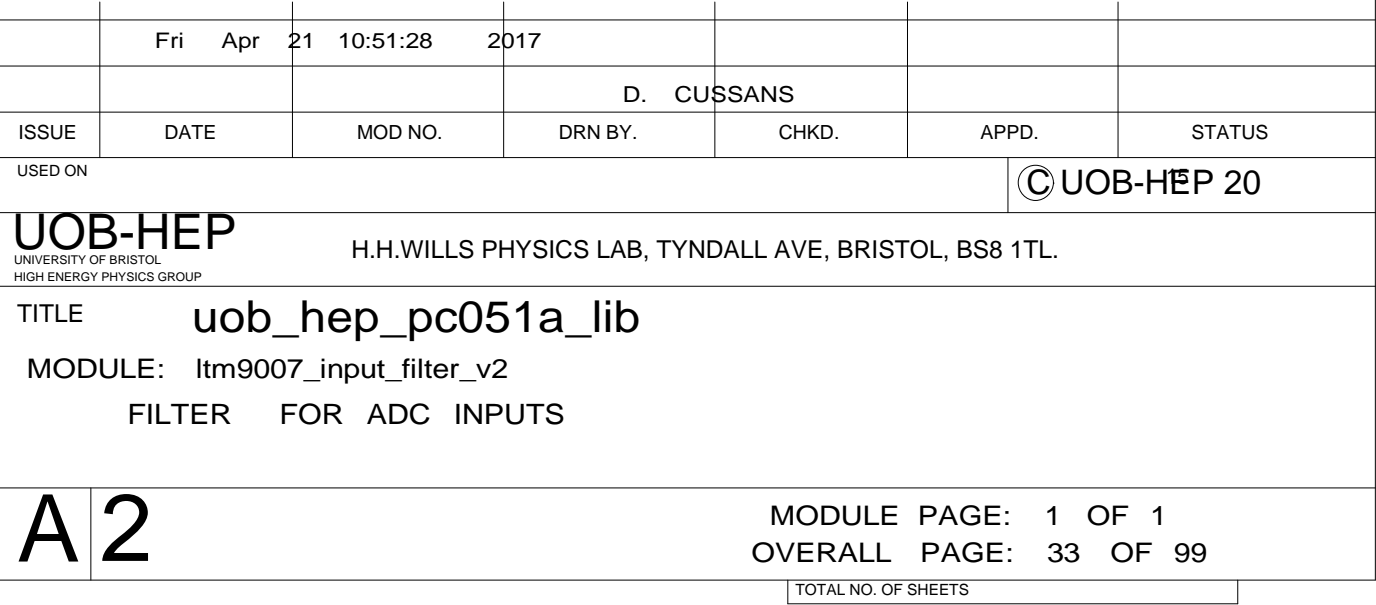 Fri Apr 21 10:51:28 2017
D. CUSSANS
ISSUE DATE MOD NO. DRN BY. CHKD. APPD. STATUS
USED ON
© UOB-HEP 20 15
UOB-HEP
UNIVERSITY OF BRISTOL
HIGH ENERGY PHYSICS GROUP
H.H.WILLS PHYSICS LAB, TYNDALL AVE, BRISTOL, BS8 1TL.
TITLE uob_hep_pc051a_lib
MODULE: ltm9007_input_filter_v2
FILTER FOR ADC INPUTS
A 2
MODULE PAGE: 1 OF 1
OVERALL PAGE: 33 OF 99
TOTAL NO. OF SHEETS